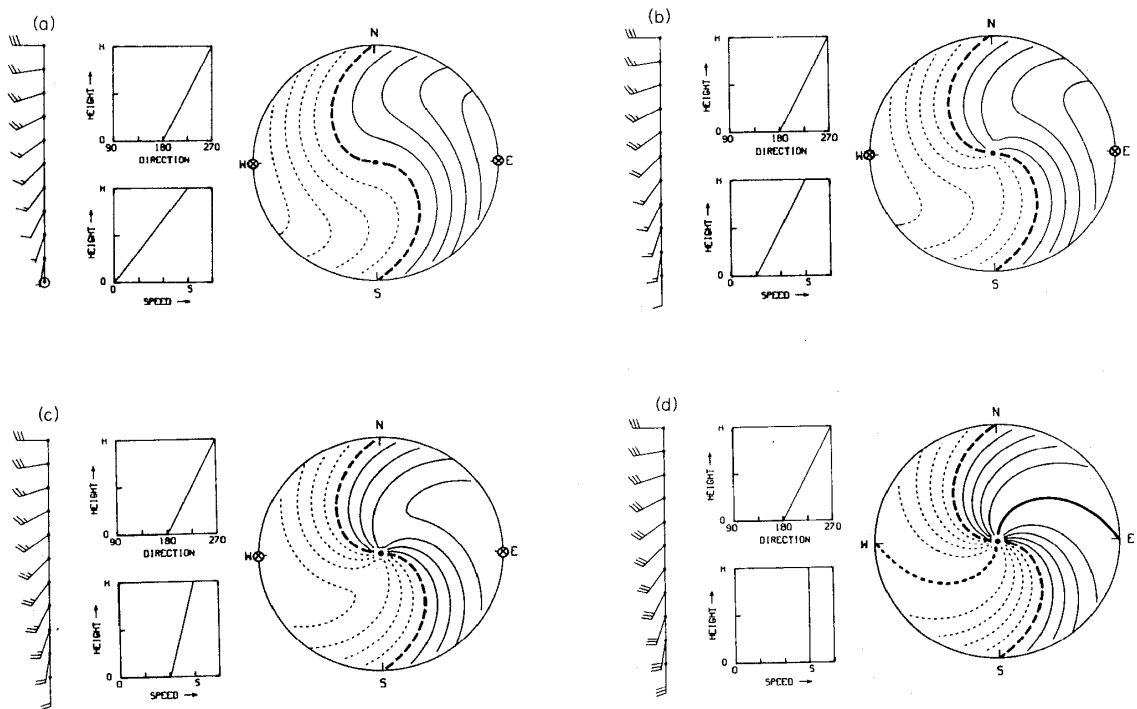 (a)
H
HEIGHT →
0
90 180 270
DIRECTION
HEIGHT →
0
0 S
SPEED →
N
W
E
S
(b)
H
HEIGHT →
0
90 180 270
DIRECTION
H
HEIGHT →
0
0 S
SPEED →
N
W
E
S
(c)
H
HEIGHT →
0
90 180 270
DIRECTION
H
HEIGHT →
0 S
SPEED →
N
W
E
S
(d)
H
HEIGHT →
0
90 180 270
DIRECTION
H
HEIGHT →
0
0 S
SPEED →
N
W
E
S